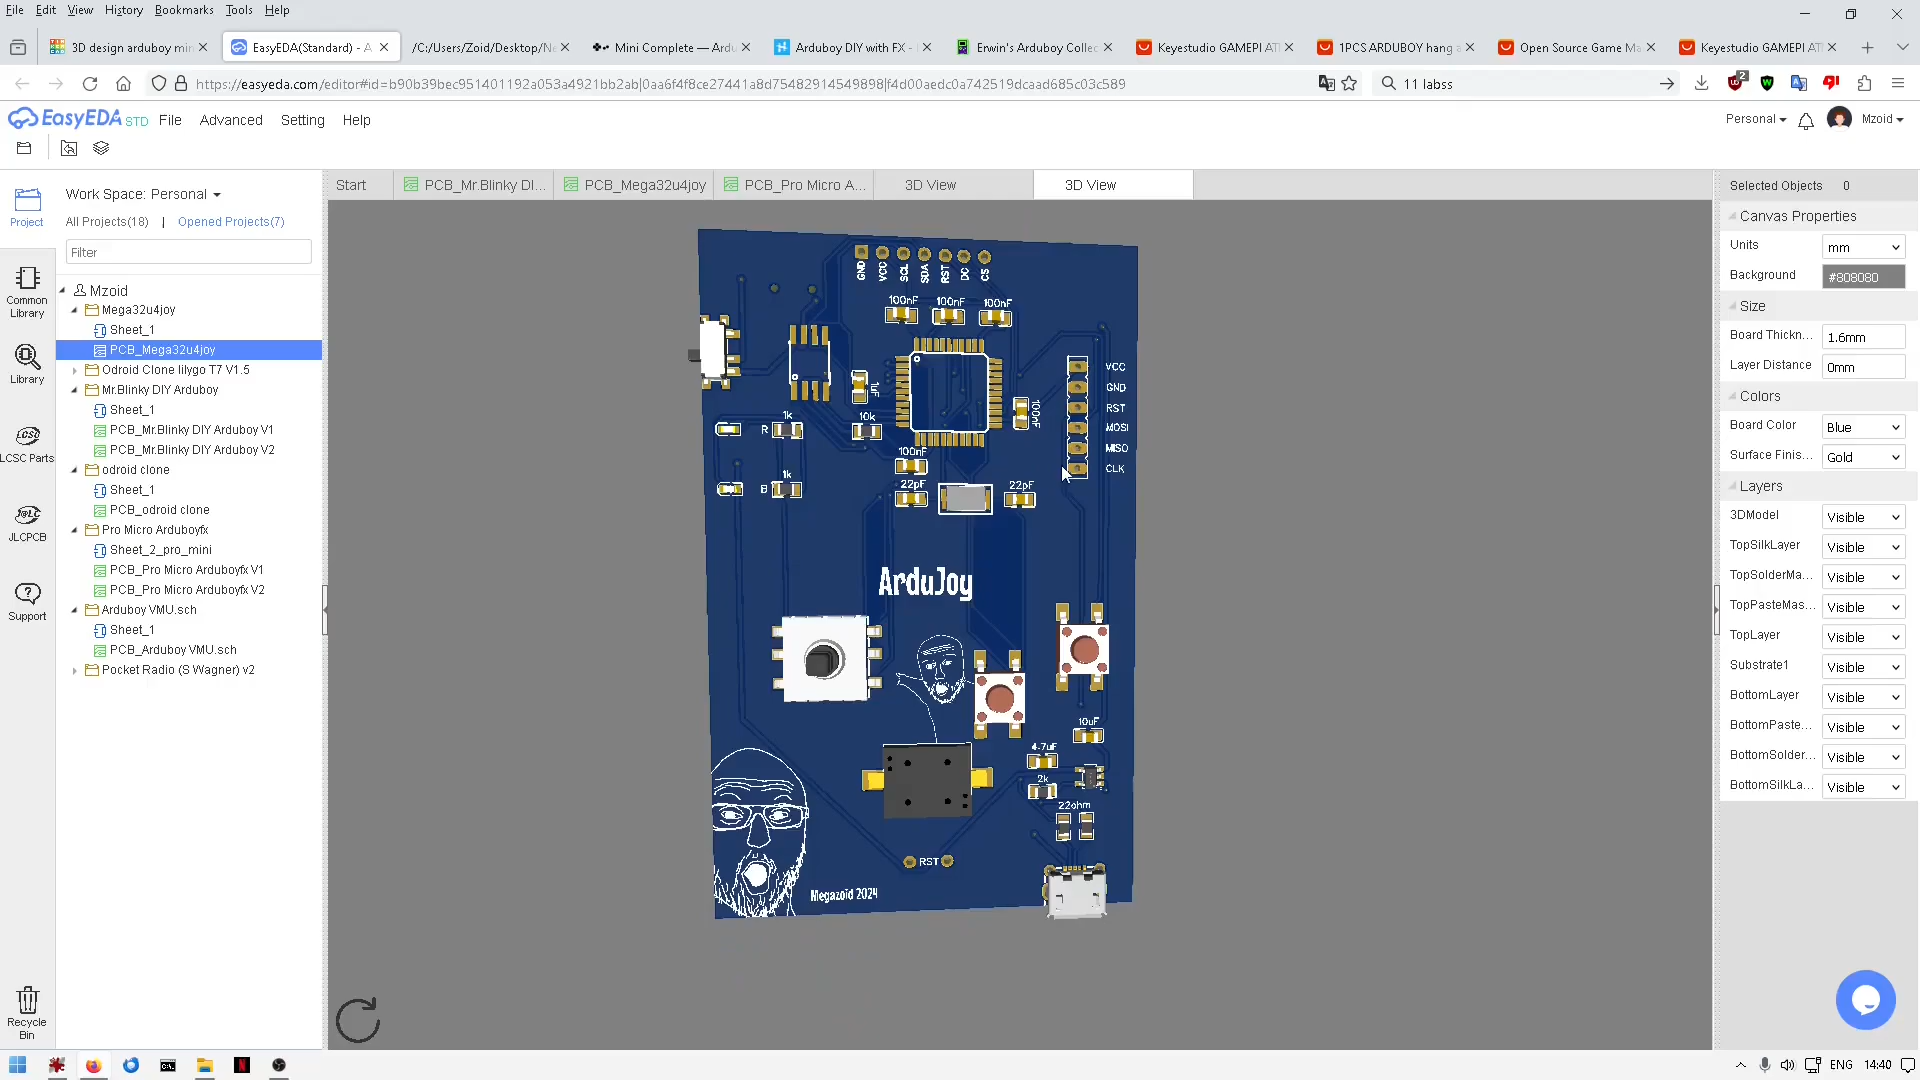 File Edit View History Bookmarks Tools Help
3D design arduboy min
EasyEDA(Standard) - A
/C:/Users/Zoid/Desktop/Ne
Mini Complete — Ardu
Arduboy DIY with FX -
Erwin's Arduboy Collec
Keyestudio GAMEPI AT
1PCS ARDUBOY hang a
Open Source Game Ma
Keyestudio GAMEPI AT
https://easyeda.com/editor#id=b90b39bec951401192a053a4921bb2ab|0aa6f4f8ce27441a8d75482914549898|f4d00aedc0a742519dcaad685c03c589
11 labss
2
EasyEDA STD File Advanced Setting Help
Personal
Mzoid
Project
Common Library
Library
LCSC
LCSC Parts
J@LC
JLCPCB
Support
Recycle Bin
Work Space: Personal
All Projects(18) | Opened Projects(7)
Filter
Mzoid
Mega32u4joy
Sheet_1
PCB_Mega32u4joy
Odroid Clone lilygo T7 V1.5
Mr.Blinky DIY Arduboy
Sheet_1
PCB_Mr.Blinky DIY Arduboy V1
PCB_Mr.Blinky DIY Arduboy V2
odroid clone
Sheet_1
PCB_odroid clone
Pro Micro Arduboyfx
Sheet_2_pro_mini
PCB_Pro Micro Arduboyfx V1
PCB_Pro Micro Arduboyfx V2
Arduboy VMU.sch
Sheet_1
PCB_Arduboy VMU.sch
Pocket Radio (S Wagner) v2
Start
PCB_Mr.Blinky DI...
PCB_Mega32u4joy
PCB_Pro Micro A...
3D View
3D View
GND VCC SCL SDA RST DC CS
100nF 100nF 100nF
1uF
VCC
GND
RST
MOSI
MISO
CLK
100nF
R 1k
10k
100nF
B 1k
22pF
22pF
ArduJoy
10uF
4.7uF
2k
22ohm
RST
Megazoid 2024
Selected Objects 0
Canvas Properties
Units mm
Background #808080
Size
Board Thickn... 1.6mm
Layer Distance 0mm
Colors
Board Color Blue
Surface Finis... Gold
Layers
3DModel Visible
TopSilkLayer Visible
TopSolderMa... Visible
TopPasteMas... Visible
TopLayer Visible
Substrate1 Visible
BottomLayer Visible
BottomPaste... Visible
BottomSolder... Visible
BottomSilkLa... Visible
ENG 14:40